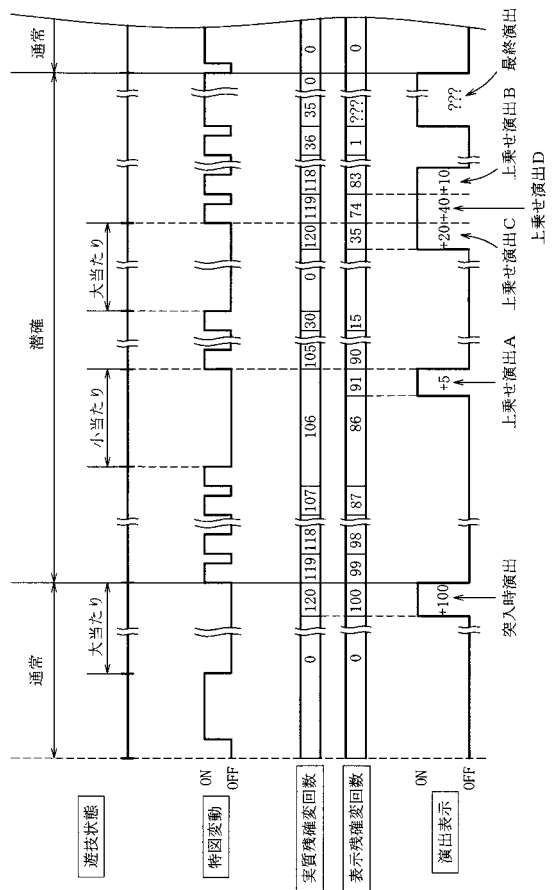 遊技状態
通常
潜確
通常
大当たり
小当たり
大当たり
特図変動
ON
OFF
実質残確変回数
0
120
119
118
107
106
105
30
0
120
119
118
36
35
0
0
表示残確変回数
0
100
99
98
87
86
91
90
15
35
74
83
1
???
0
演出表示
ON
OFF
+100
+5
+20
+40
+10
???
突入時演出
上乗せ演出A
上乗せ演出C
上乗せ演出D
上乗せ演出B
最終演出